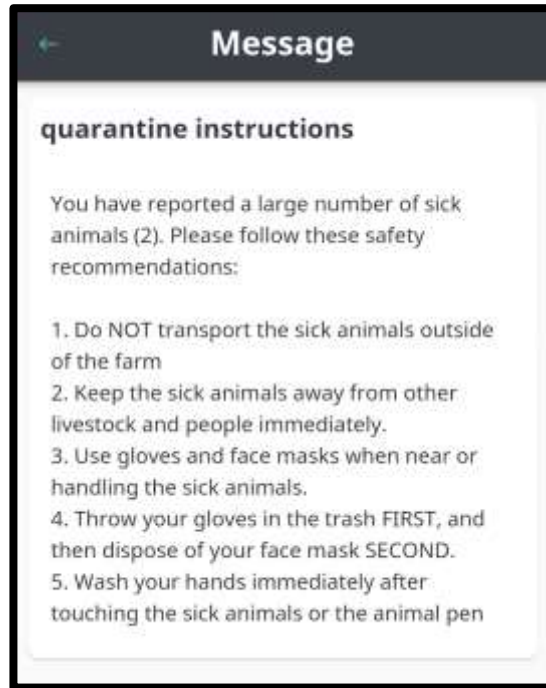 Message
quarantine instructions
You have reported a large number of sick
animals (2). Please follow these safety
recommendations:
1. Do NOT transport the sick animals outside
of the farm
2. Keep the sick animals away from other
livestock and people immediately.
3. Use gloves and face masks when near or
handling the sick animals.
4. Throw your gloves in the trash FIRST, and
then dispose of your face mask SECOND.
5. Wash your hands immediately after
touching the sick animals or the animal pen